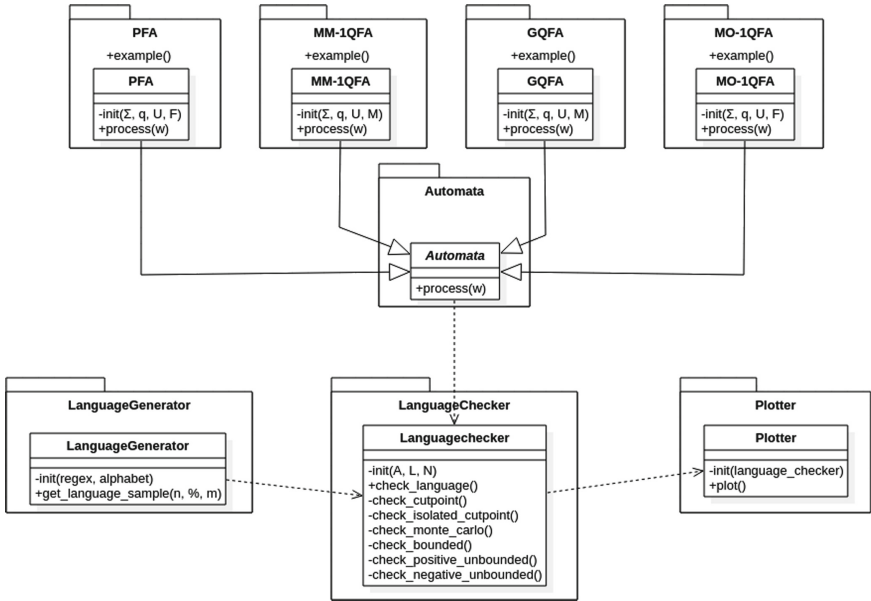 PFA
+example()
PFA
-init(Σ, q, U, F)
+process(w)
MM-1QFA
+example()
MM-1QFA
-init(Σ, q, U, M)
+process(w)
GQFA
+example()
GQFA
-init(Σ, q, U, M)
+process(w)
MO-1QFA
+example()
MO-1QFA
-init(Σ, q, U, F)
+process(w)
Automata
Automata
+process(w)
LanguageGenerator
LanguageGenerator
-init(regex, alphabet)
+get_language_sample(n, %, m)
LanguageChecker
Languagechecker
-init(A, L, N)
+check_language()
-check_cutpoint()
-check_isolated_cutpoint()
-check_monte_carlo()
-check_bounded()
-check_positive_unbounded()
-check_negative_unbounded()
Plotter
Plotter
-init(language_checker)
+plot()